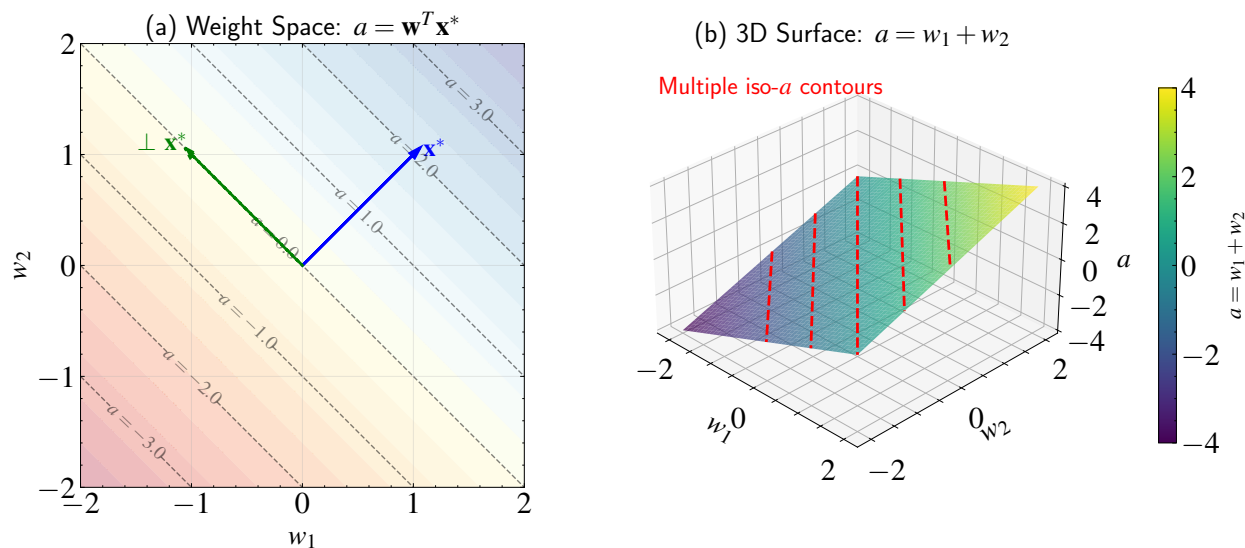 (a) Weight Space: a = w^T x*
2
1
0
−1
−2
−2
−1
0
1
2
w₂
w₁
a = 3.0
a = 2.0
a = 1.0
a = 0.0
a = −1.0
a = −2.0
a = −3.0
⊥ x*
x*
(b) 3D Surface: a = w₁ + w₂
Multiple iso-a contours
−2
0
2
w₁
−2
0
2
w₂
4
2
0
−2
−4
a
4
2
0
−2
−4
a = w₁ + w₂